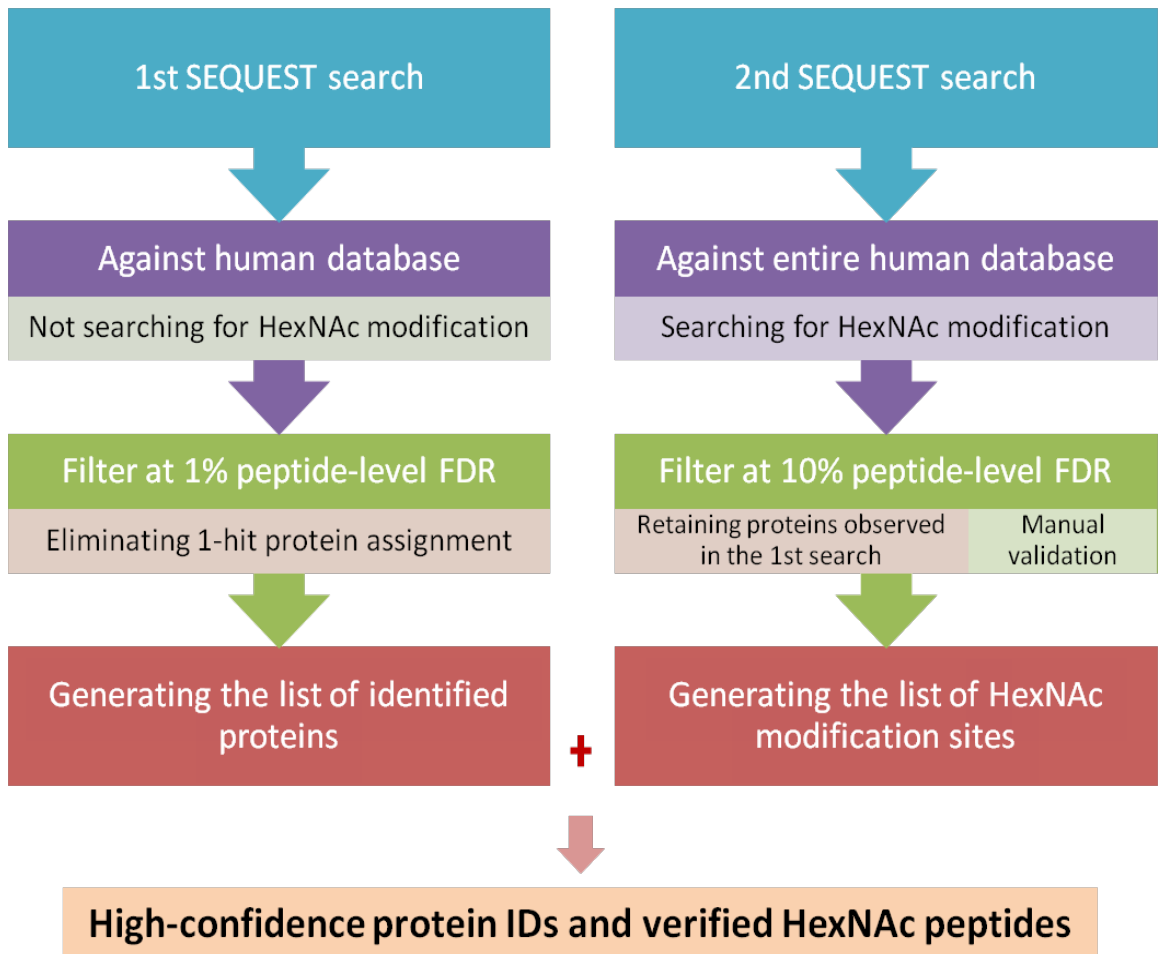 1st SEQUEST search
Against human database
Not searching for HexNAc modification
Filter at 1% peptide-level FDR
Eliminating 1-hit protein assignment
Generating the list of identified
proteins
2nd SEQUEST search
Against entire human database
Searching for HexNAc modification
Filter at 10% peptide-level FDR
Retaining proteins observed
in the 1st search
Manual
validation
Generating the list of HexNAc
modification sites
+
High-confidence protein IDs and verified HexNAc peptides